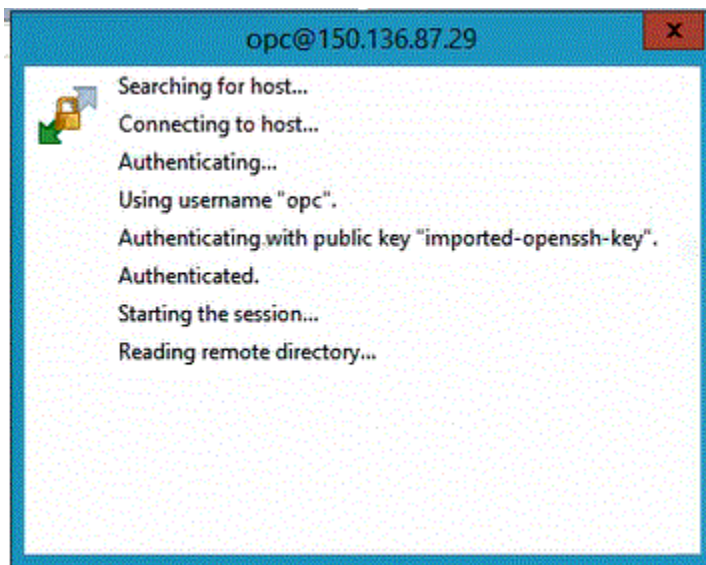 opc@150.136.87.29
Searching for host...
Connecting to host...
Authenticating...
Using username "opc".
Authenticating with public key "imported-openssh-key".
Authenticated.
Starting the session...
Reading remote directory...